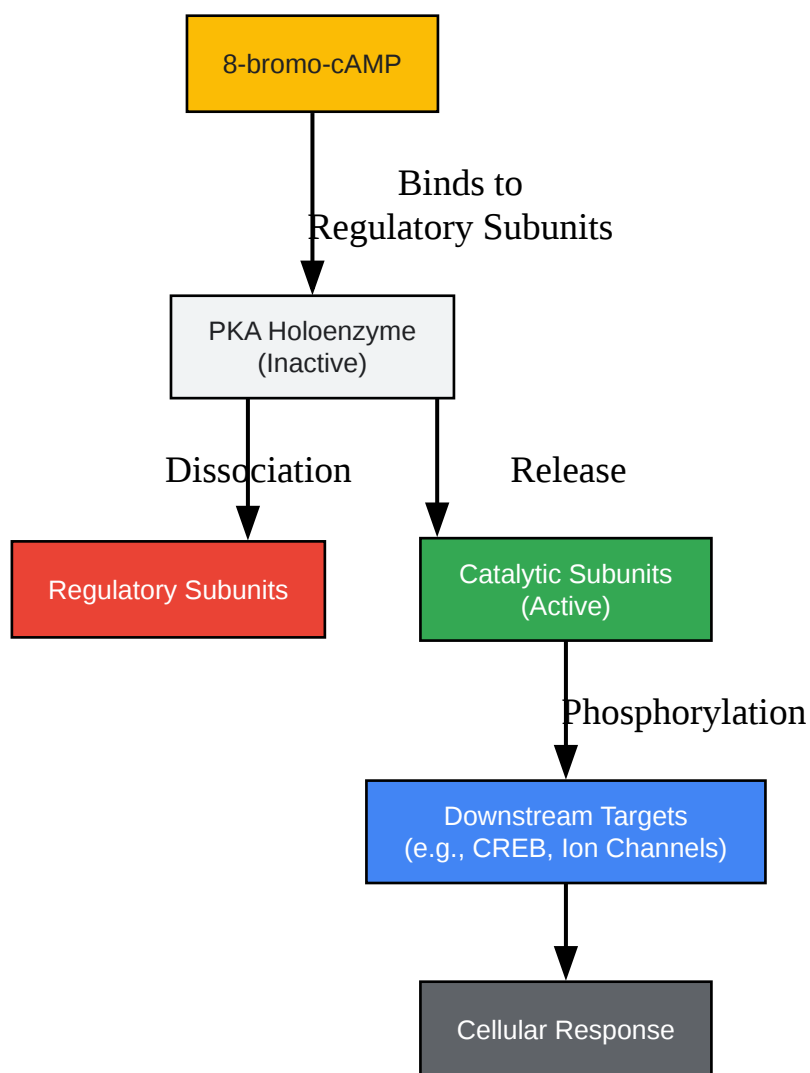 8-bromo-cAMP
Binds to
Regulatory Subunits
PKA Holoenzyme
(Inactive)
Dissociation
Release
Regulatory Subunits
Catalytic Subunits
(Active)
Phosphorylation
Downstream Targets
(e.g., CREB, Ion Channels)
Cellular Response